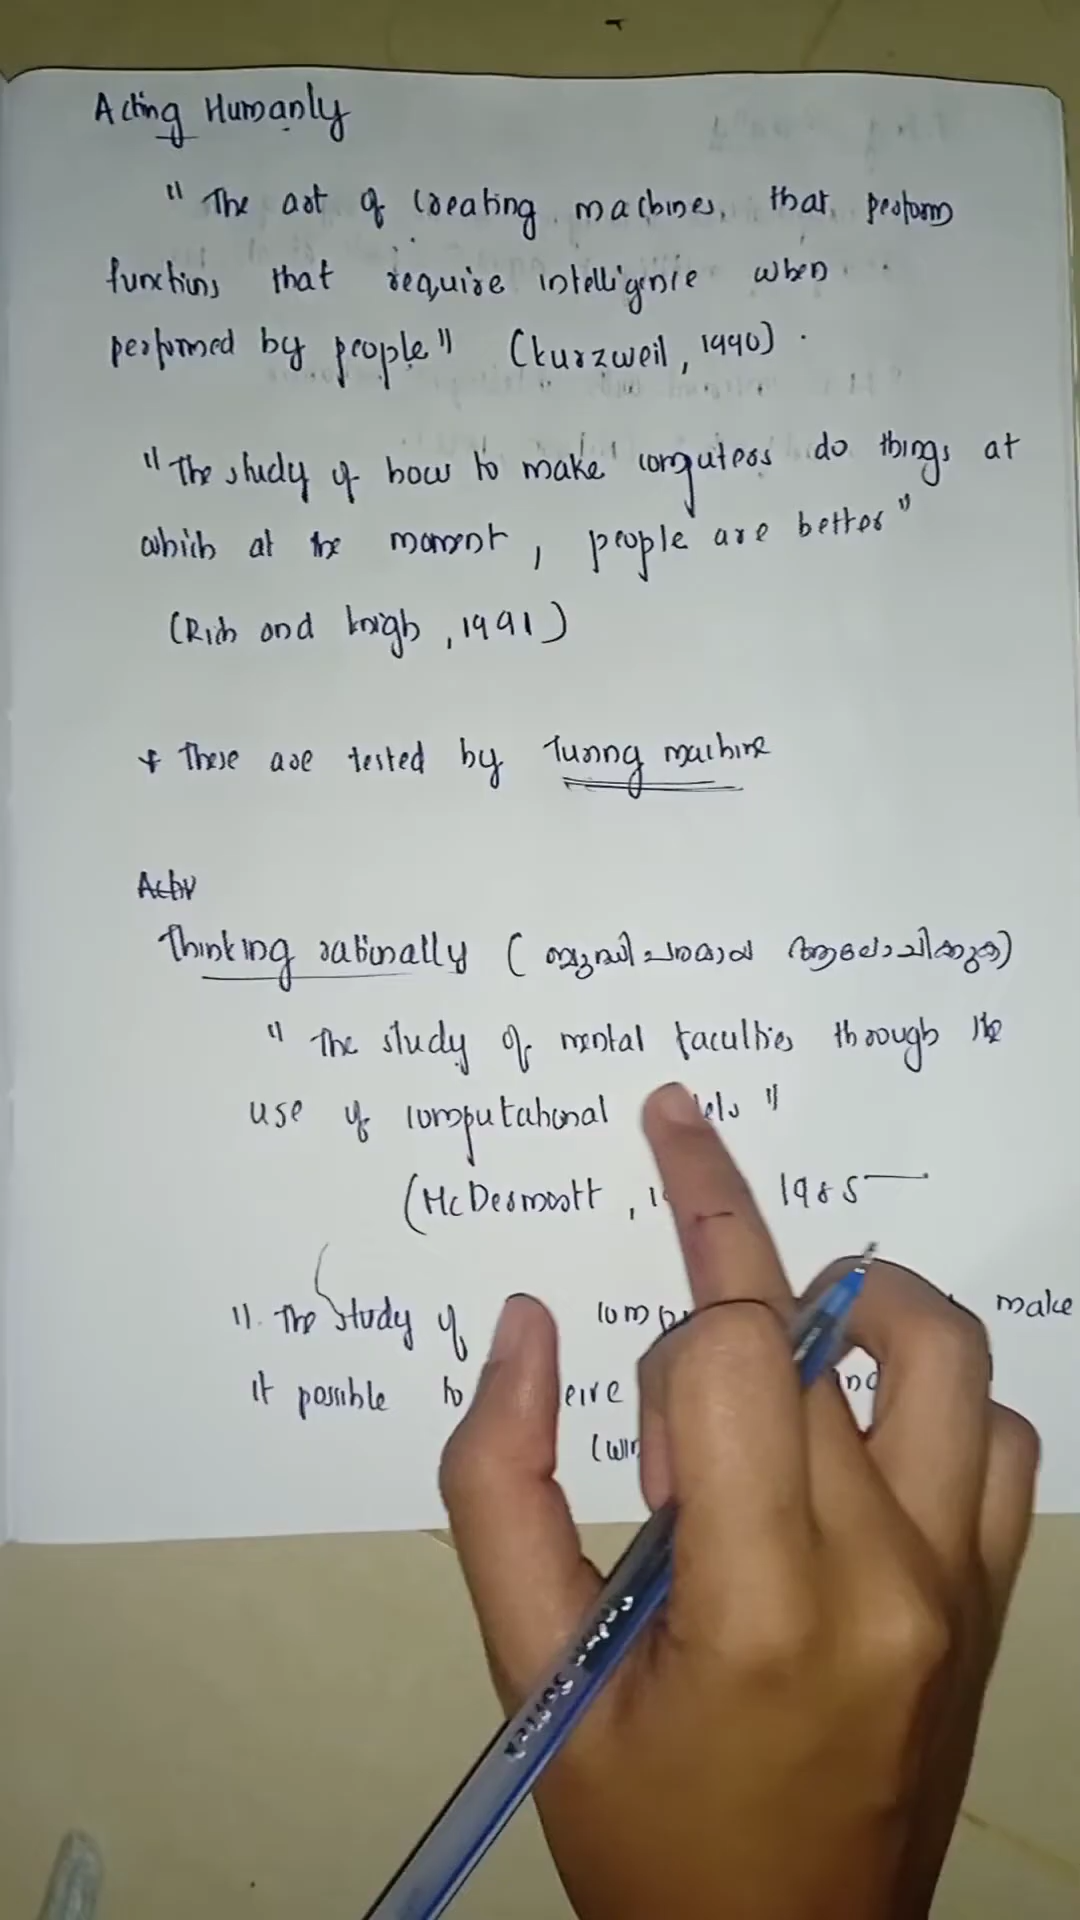 Acting Humanly
"The art of creating machines, that perform
functions that require intelligence when
performed by people" (Kurzweil, 1990).
"The study of how to make computers do things at
which at the moment, people are better"
(Rich and knigh, 1991)
* These are tested by Turing machine
Thinking rationally (ബുദ്ധിപരമായ ആലോചിക്കുക)
"The study of mental faculties through the
use of computational "
(McDermott, 1985
". The study of make
it possible to